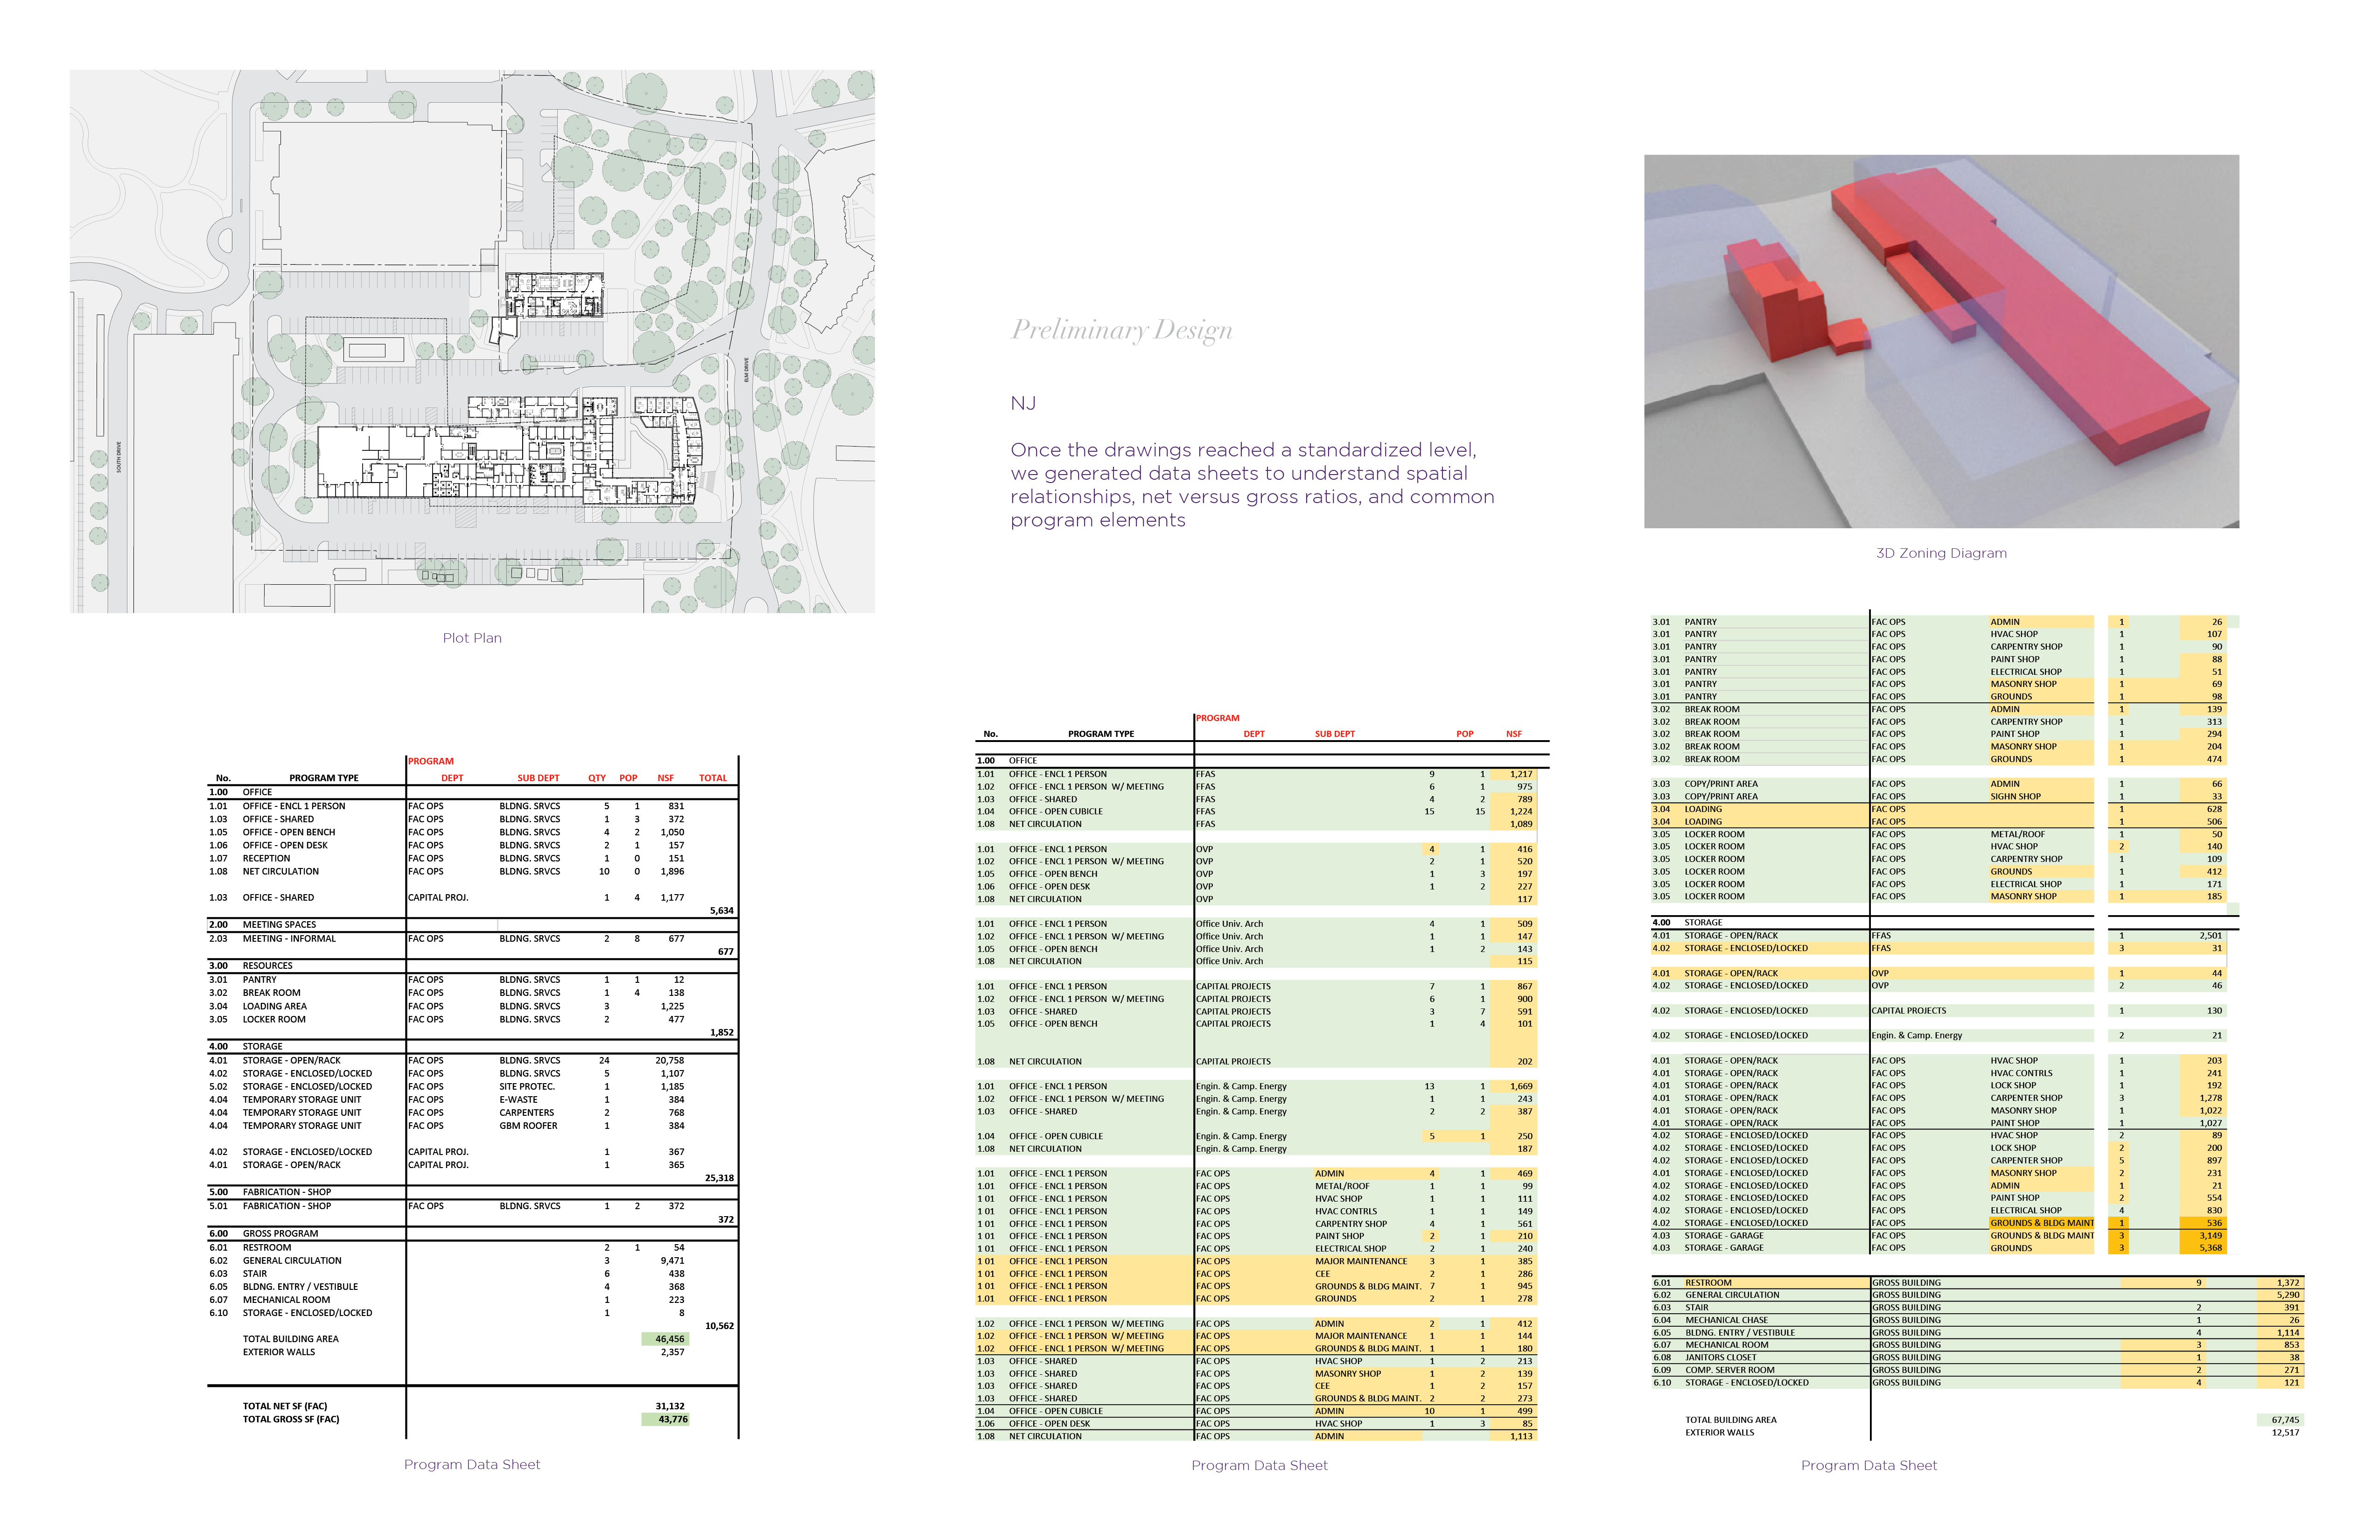 SOUTH DRIVE
ELM DRIVE
Plot Plan
Preliminary Design
NJ
Once the drawings reached a standardized level,
we generated data sheets to understand spatial
relationships, net versus gross ratios, and common
program elements
3D Zoning Diagram
PROGRAM
No. PROGRAM TYPE DEPT SUB DEPT QTY POP NSF TOTAL
1.00 OFFICE
1.01 OFFICE - ENCL 1 PERSON FAC OPS BLDNG. SRVCS 5 1 831
1.03 OFFICE - SHARED FAC OPS BLDNG. SRVCS 1 3 372
1.05 OFFICE - OPEN BENCH FAC OPS BLDNG. SRVCS 4 2 1,050
1.06 OFFICE - OPEN DESK FAC OPS BLDNG. SRVCS 2 1 157
1.07 RECEPTION FAC OPS BLDNG. SRVCS 1 0 151
1.08 NET CIRCULATION FAC OPS BLDNG. SRVCS 10 0 1,896
1.03 OFFICE - SHARED CAPITAL PROJ. 1 4 1,177
5,634
2.00 MEETING SPACES
2.03 MEETING - INFORMAL FAC OPS BLDNG. SRVCS 2 8 677
677
3.00 RESOURCES
3.01 PANTRY FAC OPS BLDNG. SRVCS 1 1 12
3.02 BREAK ROOM FAC OPS BLDNG. SRVCS 1 4 138
3.04 LOADING AREA FAC OPS BLDNG. SRVCS 3 1,225
3.05 LOCKER ROOM FAC OPS BLDNG. SRVCS 2 477
1,852
4.00 STORAGE
4.01 STORAGE - OPEN/RACK FAC OPS BLDNG. SRVCS 24 20,758
4.02 STORAGE - ENCLOSED/LOCKED FAC OPS BLDNG. SRVCS 5 1,107
5.02 STORAGE - ENCLOSED/LOCKED FAC OPS SITE PROTEC. 1 1,185
4.04 TEMPORARY STORAGE UNIT FAC OPS E-WASTE 1 384
4.04 TEMPORARY STORAGE UNIT FAC OPS CARPENTERS 2 768
4.04 TEMPORARY STORAGE UNIT FAC OPS GBM ROOFER 1 384
4.02 STORAGE - ENCLOSED/LOCKED CAPITAL PROJ. 1 367
4.01 STORAGE - OPEN/RACK CAPITAL PROJ. 1 365
25,318
5.00 FABRICATION - SHOP
5.01 FABRICATION - SHOP FAC OPS BLDNG. SRVCS 1 2 372
372
6.00 GROSS PROGRAM
6.01 RESTROOM 2 1 54
6.02 GENERAL CIRCULATION 3 9,471
6.03 STAIR 6 438
6.05 BLDNG. ENTRY / VESTIBULE 4 368
6.07 MECHANICAL ROOM 1 223
6.10 STORAGE - ENCLOSED/LOCKED 1 8
10,562
TOTAL BUILDING AREA 46,456
EXTERIOR WALLS 2,357
TOTAL NET SF (FAC) 31,132
TOTAL GROSS SF (FAC) 43,776
Program Data Sheet
PROGRAM
No. PROGRAM TYPE DEPT SUB DEPT POP NSF
1.00 OFFICE
1.01 OFFICE - ENCL 1 PERSON FFAS 9 1 1,217
1.02 OFFICE - ENCL 1 PERSON W/ MEETING FFAS 6 1 975
1.03 OFFICE - SHARED FFAS 4 2 789
1.04 OFFICE - OPEN CUBICLE FFAS 15 15 1,224
1.08 NET CIRCULATION FFAS 1,089
1.01 OFFICE - ENCL 1 PERSON OVP 4 1 416
1.02 OFFICE - ENCL 1 PERSON W/ MEETING OVP 2 1 520
1.05 OFFICE - OPEN BENCH OVP 1 3 197
1.06 OFFICE - OPEN DESK OVP 1 2 227
1.08 NET CIRCULATION OVP 117
1.01 OFFICE - ENCL 1 PERSON Office Univ. Arch 4 1 509
1.02 OFFICE - ENCL 1 PERSON W/ MEETING Office Univ. Arch 1 1 147
1.05 OFFICE - OPEN BENCH Office Univ. Arch 1 2 143
1.08 NET CIRCULATION Office Univ. Arch 115
1.01 OFFICE - ENCL 1 PERSON CAPITAL PROJECTS 7 1 867
1.02 OFFICE - ENCL 1 PERSON W/ MEETING CAPITAL PROJECTS 6 1 900
1.03 OFFICE - SHARED CAPITAL PROJECTS 3 7 591
1.05 OFFICE - OPEN BENCH CAPITAL PROJECTS 1 4 101
1.08 NET CIRCULATION CAPITAL PROJECTS 202
1.01 OFFICE - ENCL 1 PERSON Engin. & Camp. Energy 13 1 1,669
1.02 OFFICE - ENCL 1 PERSON W/ MEETING Engin. & Camp. Energy 1 1 243
1.03 OFFICE - SHARED Engin. & Camp. Energy 2 2 387
1.04 OFFICE - OPEN CUBICLE Engin. & Camp. Energy 5 1 250
1.08 NET CIRCULATION Engin. & Camp. Energy 187
1.01 OFFICE - ENCL 1 PERSON FAC OPS ADMIN 4 1 469
1.01 OFFICE - ENCL 1 PERSON FAC OPS METAL/ROOF 1 1 99
1 01 OFFICE - ENCL 1 PERSON FAC OPS HVAC SHOP 1 1 111
1 01 OFFICE - ENCL 1 PERSON FAC OPS HVAC CONTRLS 1 1 149
1 01 OFFICE - ENCL 1 PERSON FAC OPS CARPENTRY SHOP 4 1 561
1 01 OFFICE - ENCL 1 PERSON FAC OPS PAINT SHOP 2 1 210
1 01 OFFICE - ENCL 1 PERSON FAC OPS ELECTRICAL SHOP 2 1 240
1 01 OFFICE - ENCL 1 PERSON FAC OPS MAJOR MAINTENANCE 3 1 385
1 01 OFFICE - ENCL 1 PERSON FAC OPS CEE 2 1 286
1 01 OFFICE - ENCL 1 PERSON FAC OPS GROUNDS & BLDG MAINT. 7 1 945
1.01 OFFICE - ENCL 1 PERSON FAC OPS GROUNDS 2 1 278
1.02 OFFICE - ENCL 1 PERSON W/ MEETING FAC OPS ADMIN 2 1 412
1.02 OFFICE - ENCL 1 PERSON W/ MEETING FAC OPS MAJOR MAINTENANCE 1 1 144
1.02 OFFICE - ENCL 1 PERSON W/ MEETING FAC OPS GROUNDS & BLDG MAINT. 1 1 180
1.03 OFFICE - SHARED FAC OPS HVAC SHOP 1 2 213
1.03 OFFICE - SHARED FAC OPS MASONRY SHOP 1 2 139
1.03 OFFICE - SHARED FAC OPS CEE 1 2 157
1.03 OFFICE - SHARED FAC OPS GROUNDS & BLDG MAINT. 2 2 273
1.04 OFFICE - OPEN CUBICLE FAC OPS ADMIN 10 1 499
1.06 OFFICE - OPEN DESK FAC OPS HVAC SHOP 1 3 85
1.08 NET CIRCULATION FAC OPS ADMIN 1,113
Program Data Sheet
3.01 PANTRY FAC OPS ADMIN 1 26
3.01 PANTRY FAC OPS HVAC SHOP 1 107
3.01 PANTRY FAC OPS CARPENTRY SHOP 1 90
3.01 PANTRY FAC OPS PAINT SHOP 1 88
3.01 PANTRY FAC OPS ELECTRICAL SHOP 1 51
3.01 PANTRY FAC OPS MASONRY SHOP 1 69
3.01 PANTRY FAC OPS GROUNDS 1 98
3.02 BREAK ROOM FAC OPS ADMIN 1 139
3.02 BREAK ROOM FAC OPS CARPENTRY SHOP 1 313
3.02 BREAK ROOM FAC OPS PAINT SHOP 1 294
3.02 BREAK ROOM FAC OPS MASONRY SHOP 1 204
3.02 BREAK ROOM FAC OPS GROUNDS 1 474
3.03 COPY/PRINT AREA FAC OPS ADMIN 1 66
3.03 COPY/PRINT AREA FAC OPS SIGHN SHOP 1 33
3.04 LOADING FAC OPS 1 628
3.04 LOADING FAC OPS 1 506
3.05 LOCKER ROOM FAC OPS METAL/ROOF 1 50
3.05 LOCKER ROOM FAC OPS HVAC SHOP 2 140
3.05 LOCKER ROOM FAC OPS CARPENTRY SHOP 1 109
3.05 LOCKER ROOM FAC OPS GROUNDS 1 412
3.05 LOCKER ROOM FAC OPS ELECTRICAL SHOP 1 171
3.05 LOCKER ROOM FAC OPS MASONRY SHOP 1 185
4.00 STORAGE
4.01 STORAGE - OPEN/RACK FFAS 1 2,501
4.02 STORAGE - ENCLOSED/LOCKED FFAS 3 31
4.01 STORAGE - OPEN/RACK OVP 1 44
4.02 STORAGE - ENCLOSED/LOCKED OVP 2 46
4.02 STORAGE - ENCLOSED/LOCKED CAPITAL PROJECTS 1 130
4.02 STORAGE - ENCLOSED/LOCKED Engin. & Camp. Energy 2 21
4.01 STORAGE - OPEN/RACK FAC OPS HVAC SHOP 1 203
4.01 STORAGE - OPEN/RACK FAC OPS HVAC CONTRLS 1 241
4.01 STORAGE - OPEN/RACK FAC OPS LOCK SHOP 1 192
4.01 STORAGE - OPEN/RACK FAC OPS CARPENTER SHOP 3 1,278
4.01 STORAGE - OPEN/RACK FAC OPS MASONRY SHOP 1 1,022
4.01 STORAGE - OPEN/RACK FAC OPS PAINT SHOP 1 1,027
4.02 STORAGE - ENCLOSED/LOCKED FAC OPS HVAC SHOP 2 89
4.02 STORAGE - ENCLOSED/LOCKED FAC OPS LOCK SHOP 2 200
4.02 STORAGE - ENCLOSED/LOCKED FAC OPS CARPENTER SHOP 5 897
4.01 STORAGE - ENCLOSED/LOCKED FAC OPS MASONRY SHOP 2 231
4.02 STORAGE - ENCLOSED/LOCKED FAC OPS ADMIN 1 21
4.02 STORAGE - ENCLOSED/LOCKED FAC OPS PAINT SHOP 2 554
4.02 STORAGE - ENCLOSED/LOCKED FAC OPS ELECTRICAL SHOP 4 830
4.02 STORAGE - ENCLOSED/LOCKED FAC OPS GROUNDS & BLDG MAINT 1 536
4.03 STORAGE - GARAGE FAC OPS GROUNDS & BLDG MAINT 3 3,149
4.03 STORAGE - GARAGE FAC OPS GROUNDS 3 5,368
6.01 RESTROOM GROSS BUILDING 9 1,372
6.02 GENERAL CIRCULATION GROSS BUILDING 5,290
6.03 STAIR GROSS BUILDING 2 391
6.04 MECHANICAL CHASE GROSS BUILDING 1 26
6.05 BLDNG. ENTRY / VESTIBULE GROSS BUILDING 4 1,114
6.07 MECHANICAL ROOM GROSS BUILDING 3 853
6.08 JANITORS CLOSET GROSS BUILDING 1 38
6.09 COMP. SERVER ROOM GROSS BUILDING 2 271
6.10 STORAGE - ENCLOSED/LOCKED GROSS BUILDING 4 121
TOTAL BUILDING AREA 67,745
EXTERIOR WALLS 12,517
Program Data Sheet